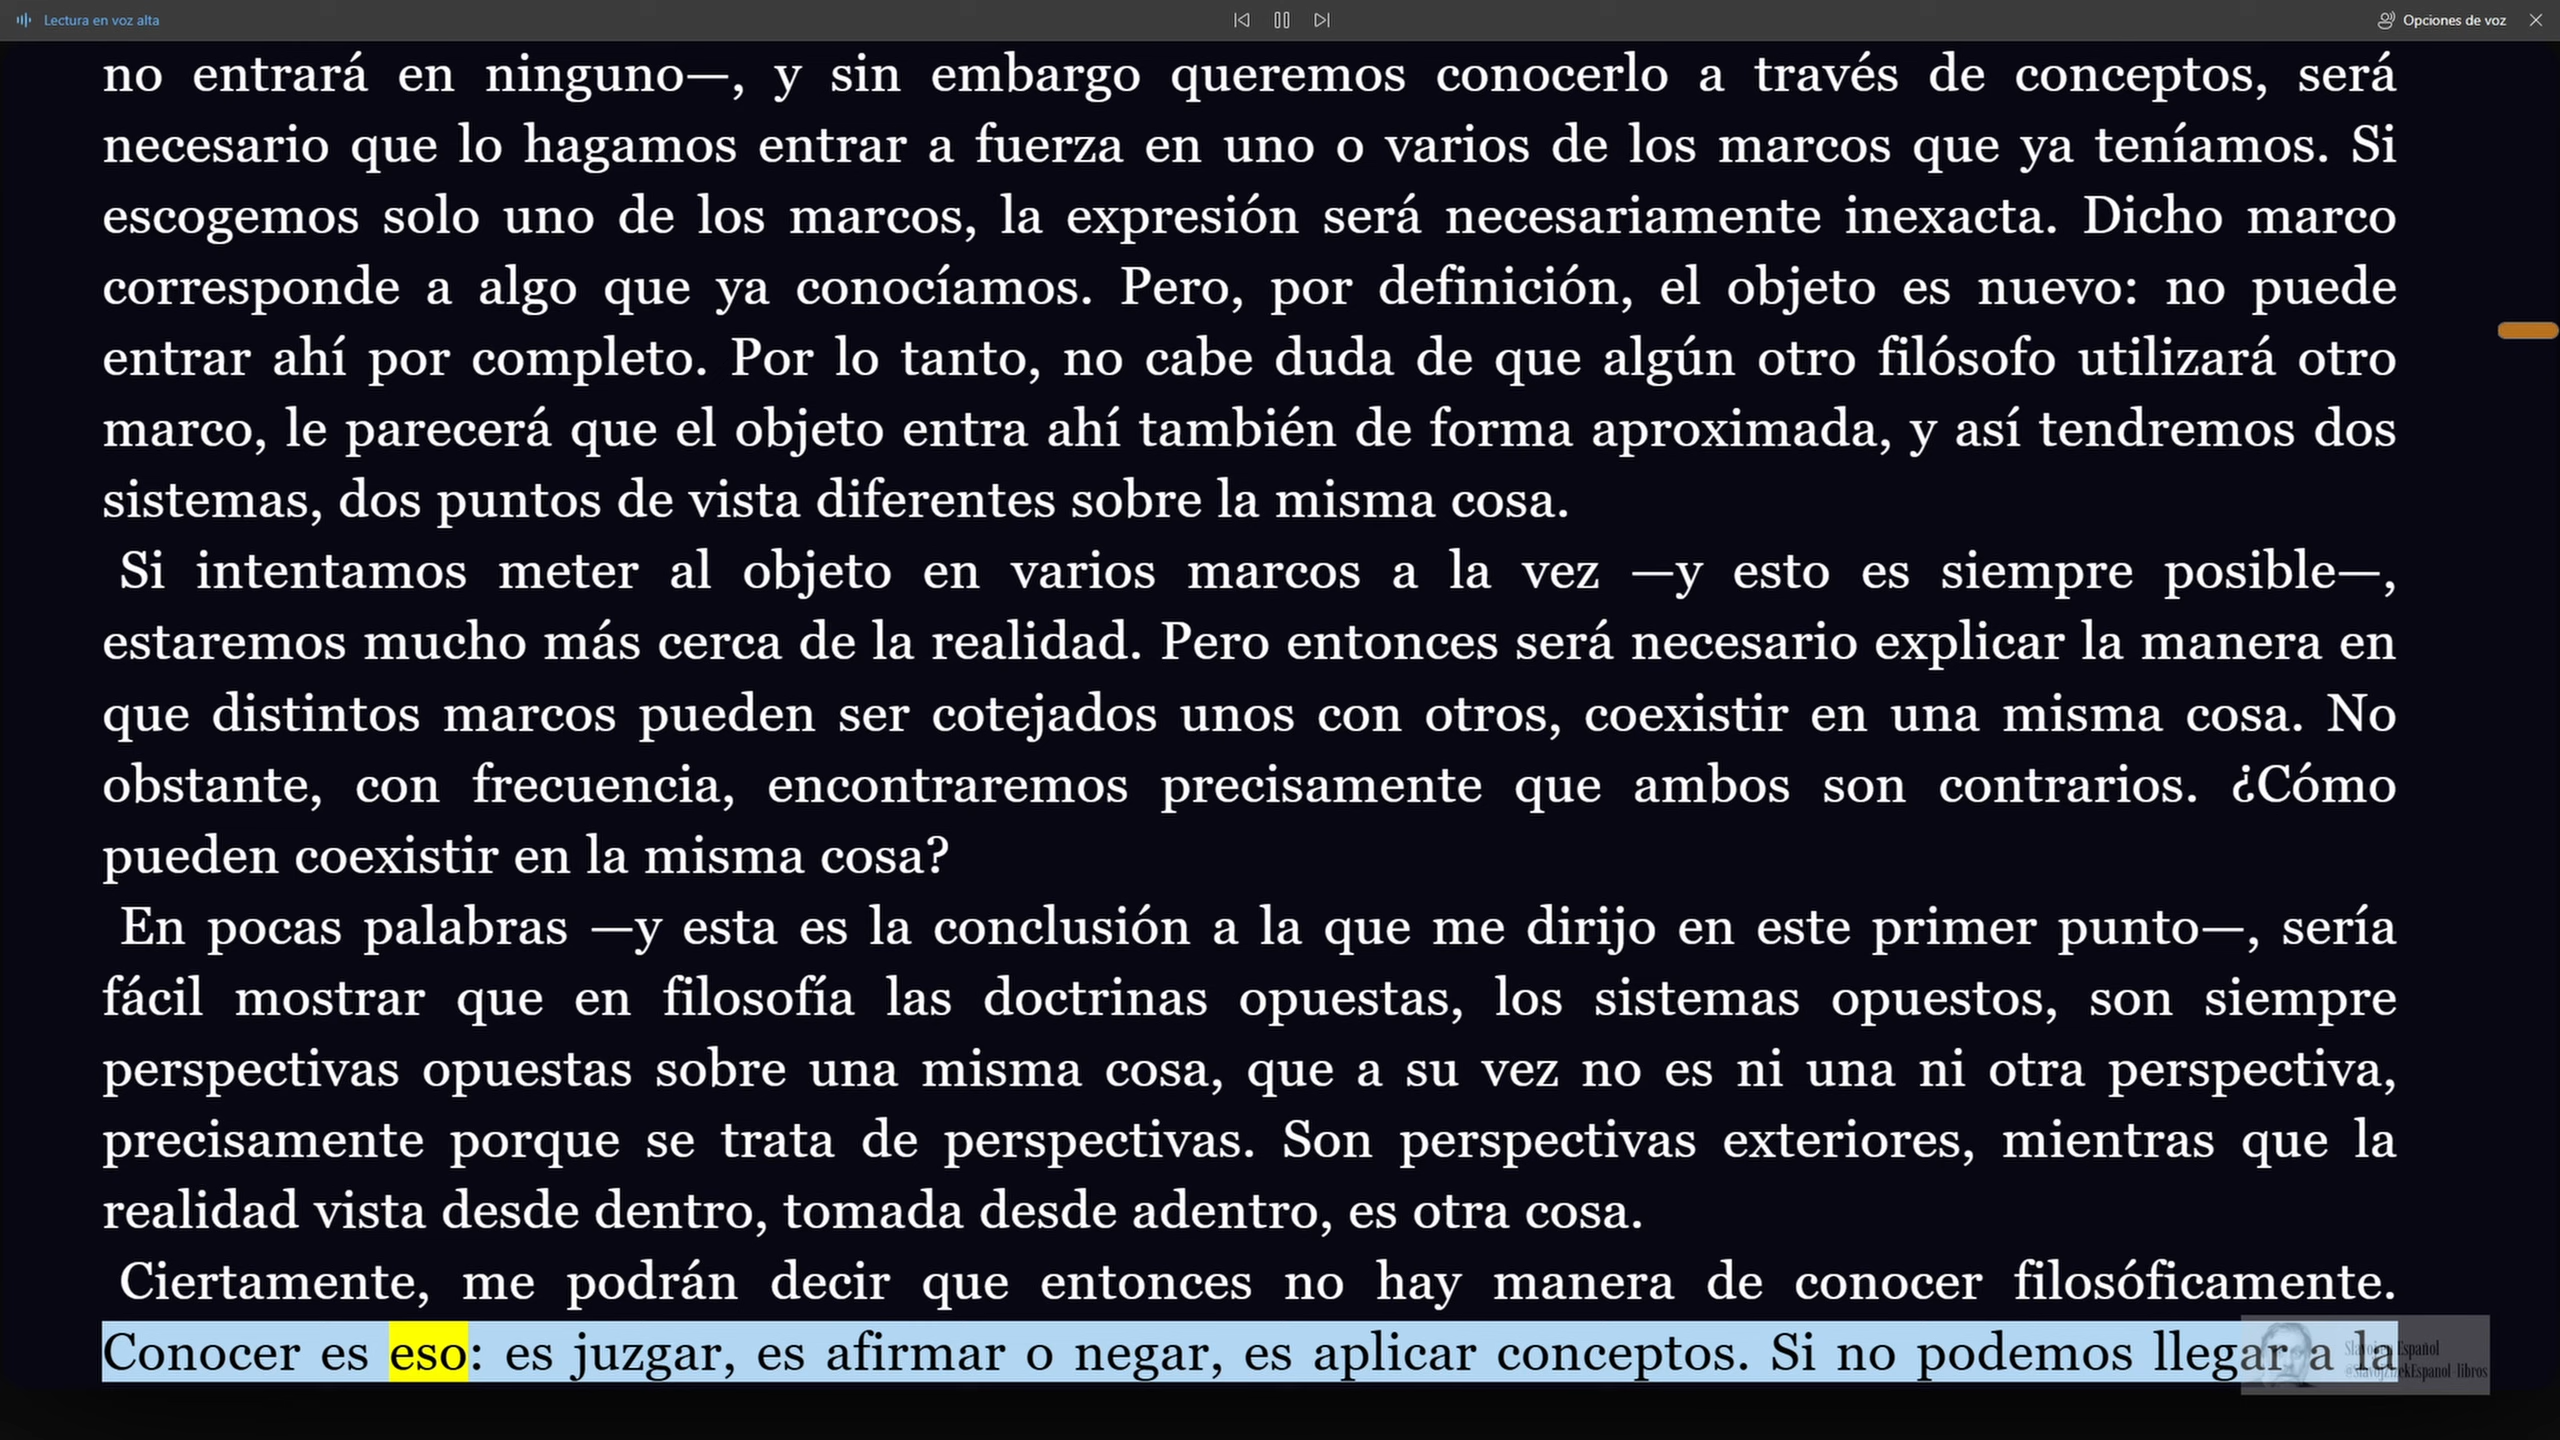 Lectura en voz alta
Opciones de voz
no entrará en ninguno—, y sin embargo queremos conocerlo a través de conceptos, será
necesario que lo hagamos entrar a fuerza en uno o varios de los marcos que ya teníamos. Si
escogemos solo uno de los marcos, la expresión será necesariamente inexacta. Dicho marco
corresponde a algo que ya conocíamos. Pero, por definición, el objeto es nuevo: no puede
entrar ahí por completo. Por lo tanto, no cabe duda de que algún otro filósofo utilizará otro
marco, le parecerá que el objeto entra ahí también de forma aproximada, y así tendremos dos
sistemas, dos puntos de vista diferentes sobre la misma cosa.
Si intentamos meter al objeto en varios marcos a la vez —y esto es siempre posible—,
estaremos mucho más cerca de la realidad. Pero entonces será necesario explicar la manera en
que distintos marcos pueden ser cotejados unos con otros, coexistir en una misma cosa. No
obstante, con frecuencia, encontraremos precisamente que ambos son contrarios. ¿Cómo
pueden coexistir en la misma cosa?
En pocas palabras —y esta es la conclusión a la que me dirijo en este primer punto—, sería
fácil mostrar que en filosofía las doctrinas opuestas, los sistemas opuestos, son siempre
perspectivas opuestas sobre una misma cosa, que a su vez no es ni una ni otra perspectiva,
precisamente porque se trata de perspectivas. Son perspectivas exteriores, mientras que la
realidad vista desde dentro, tomada desde adentro, es otra cosa.
Ciertamente, me podrán decir que entonces no hay manera de conocer filosóficamente.
Conocer es eso: es juzgar, es afirmar o negar, es aplicar conceptos. Si no podemos llegar a la
Español